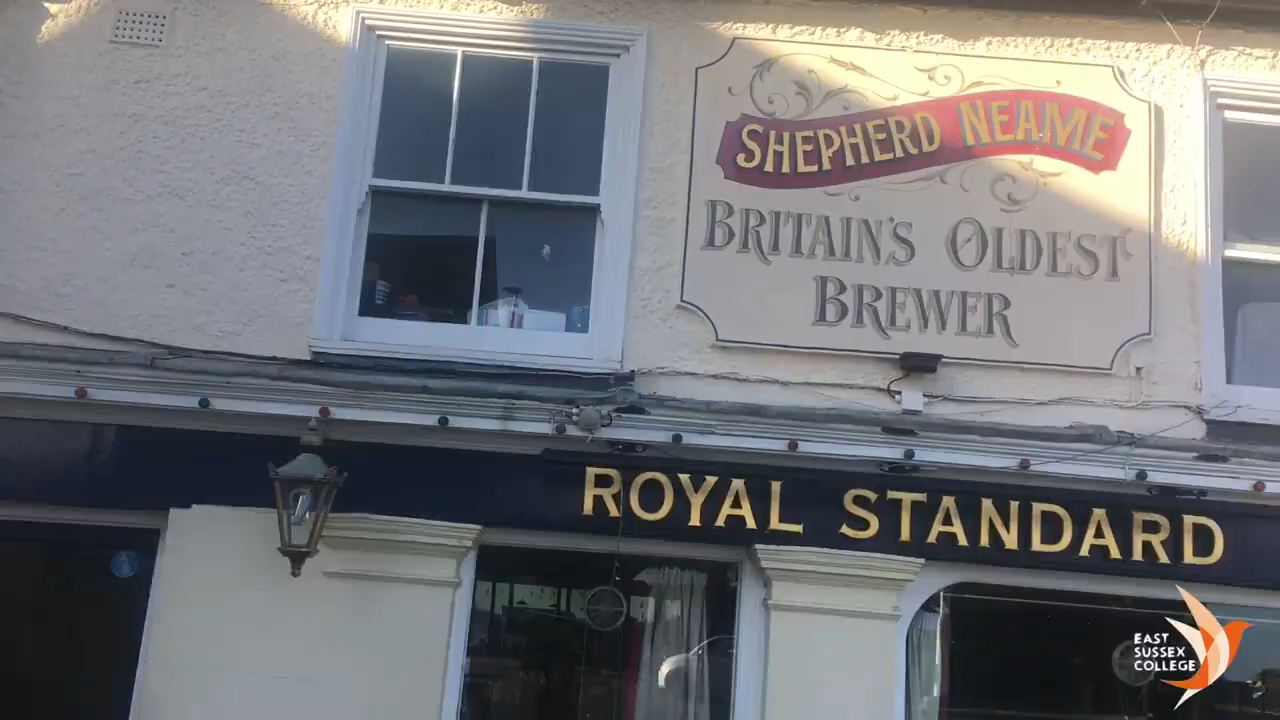 SHEPHERD NEAME
BRITAIN'S OLDEST
BREWER
ROYAL STANDARD
EAST
SUSSEX
COLLEGE